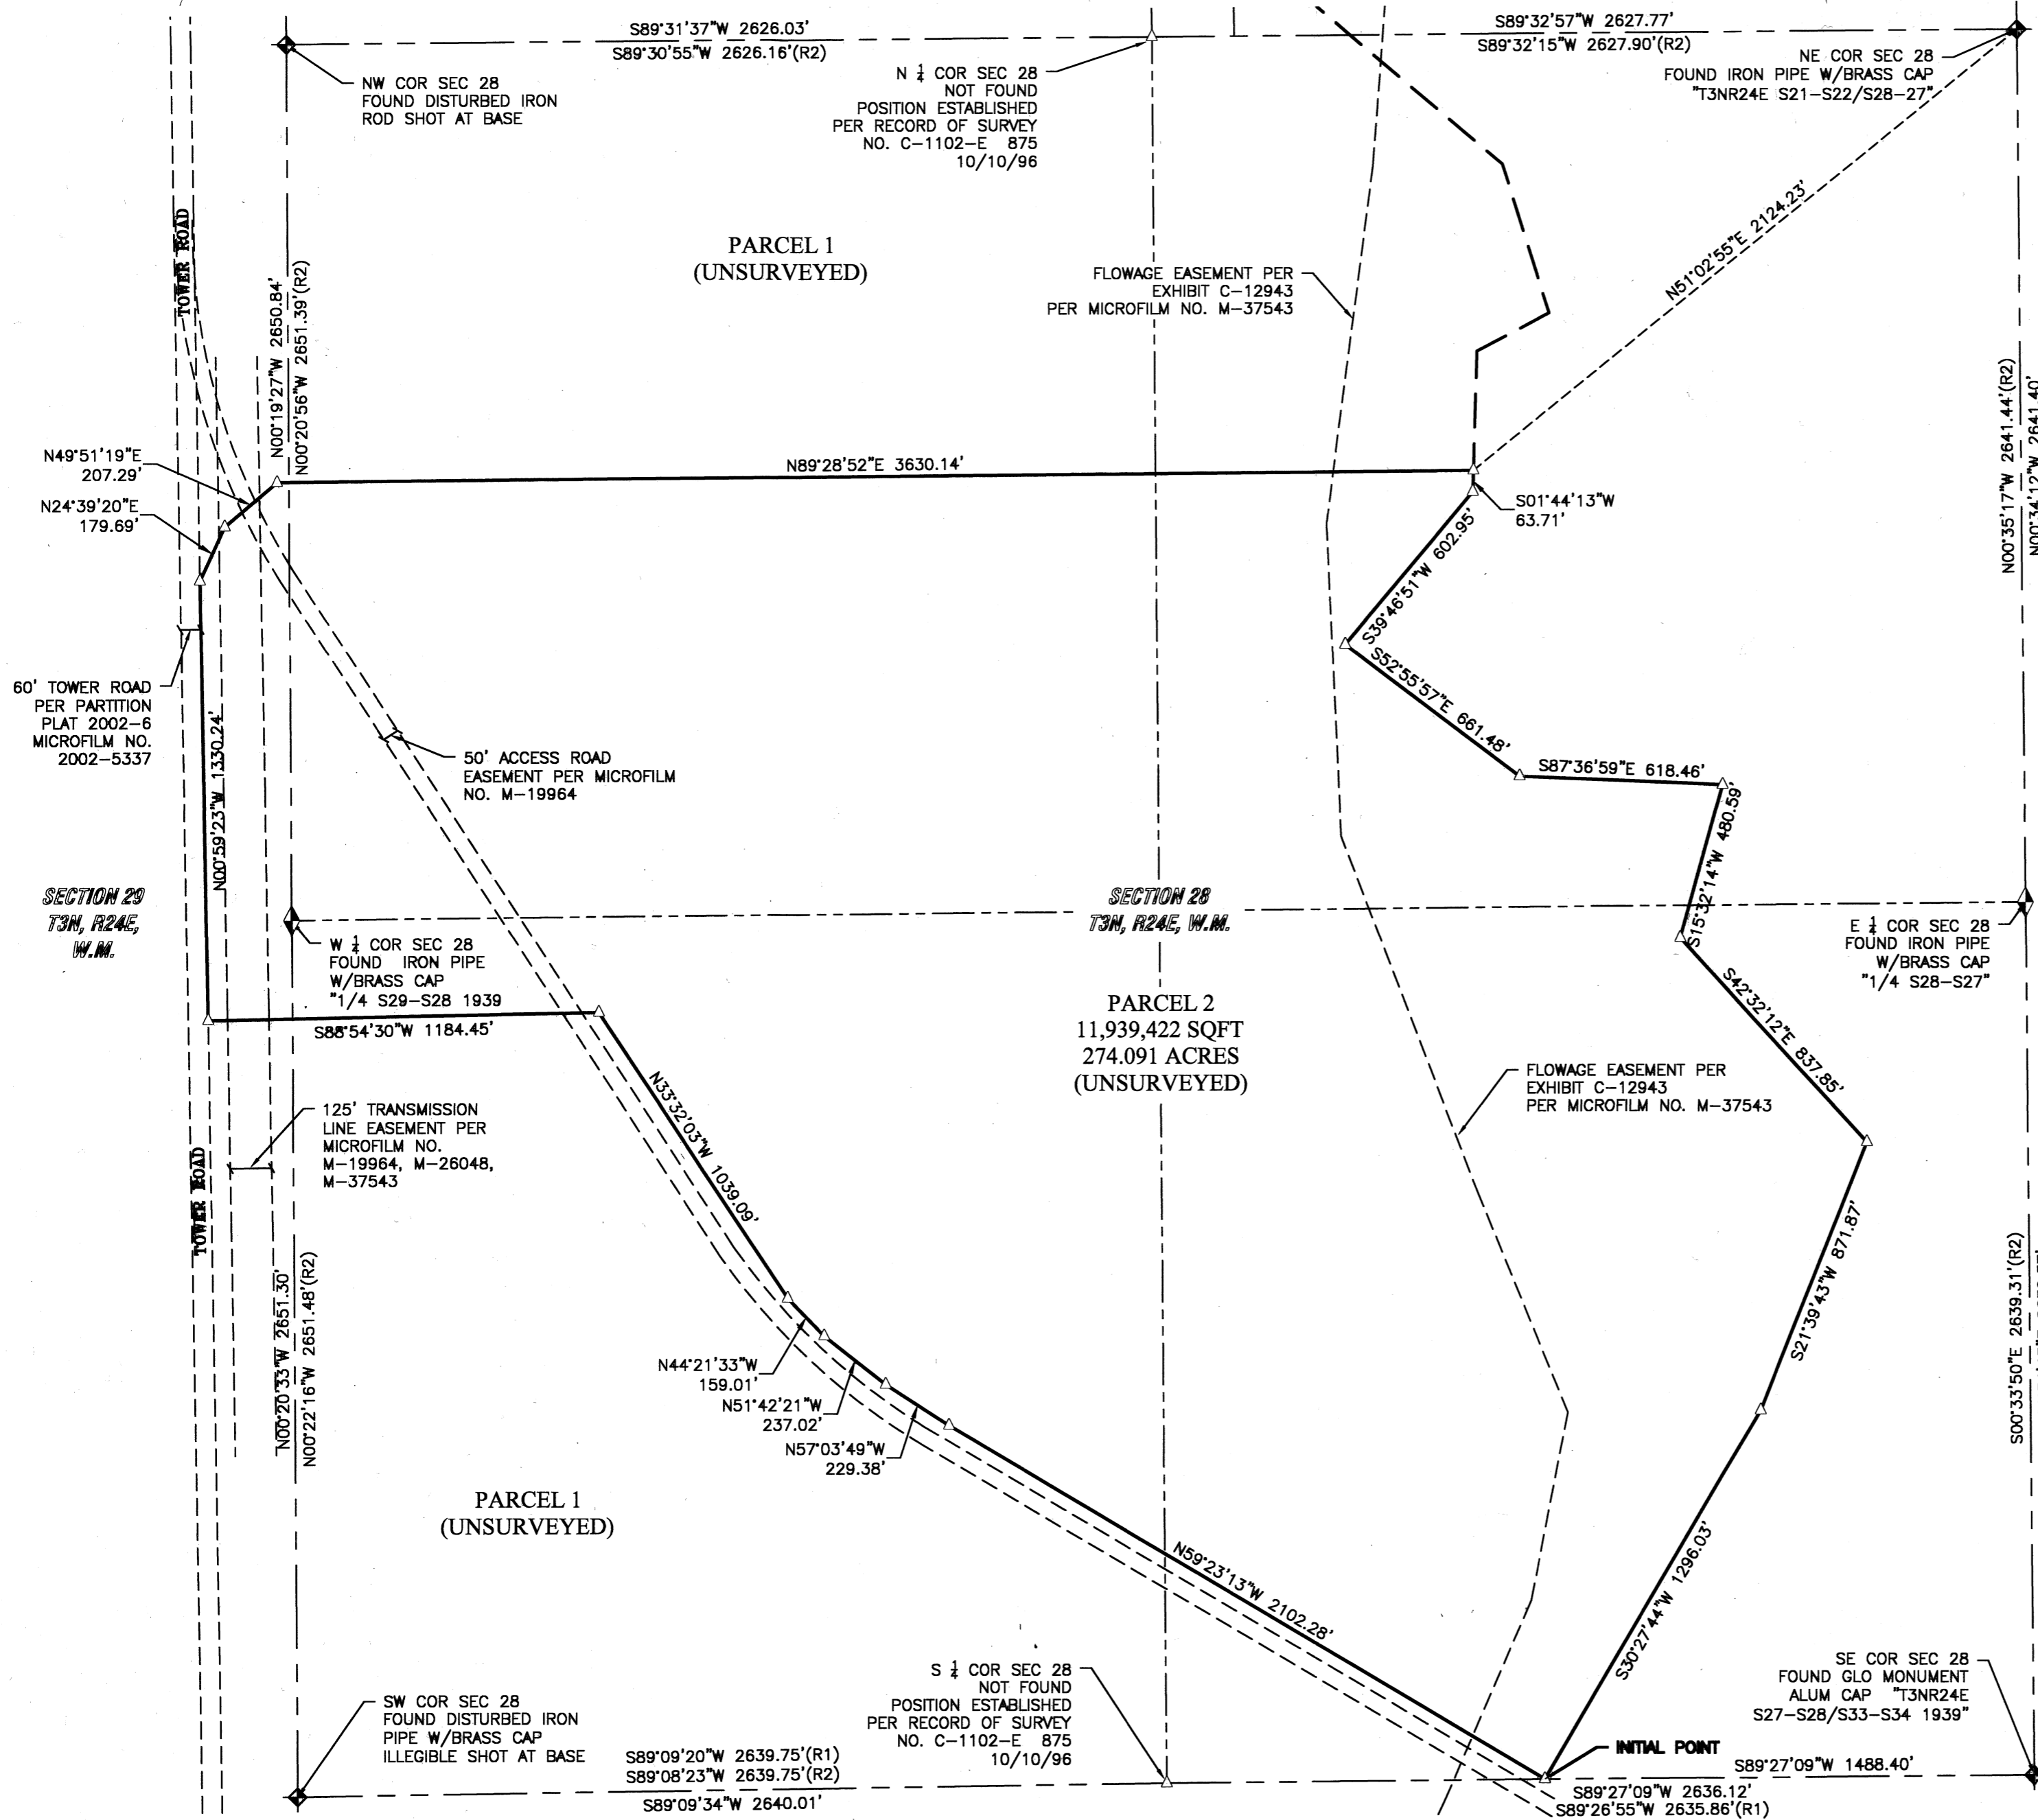 S89°31'37"W 2626.03'
S89°30'55"W 2626.16'(R2)
S89°32'57"W 2627.77'
S89°32'15"W 2627.90'(R2)
NW COR SEC 28
FOUND DISTURBED IRON
ROD SHOT AT BASE
N 1/4 COR SEC 28
NOT FOUND
POSITION ESTABLISHED
PER RECORD OF SURVEY
NO. C-1102-E 875
10/10/96
NE COR SEC 28
FOUND IRON PIPE W/BRASS CAP
"T3NR24E S21-S22/S28-27"
TOWER ROAD
N00°19'27"W 2650.84'
N00°20'56"W 2651.39'(R2)
PARCEL 1
(UNSURVEYED)
FLOWAGE EASEMENT PER
EXHIBIT C-12943
PER MICROFILM NO. M-37543
N51°02'55"E 2124.23'
N00°35'17"W 2641.44'(R2)
N00°34'12"W 2641.40'
N49°51'19"E
207.29'
N24°39'20"E
179.69'
N89°28'52"E 3630.14'
S01°44'13"W
63.71'
S39°46'51"W 602.95'
S52°55'57"E 661.48'
S87°36'59"E 618.46'
S15°32'14"W 480.59'
60' TOWER ROAD
PER PARTITION
PLAT 2002-6
MICROFILM NO.
2002-5337
N00°59'23"W 1330.24'
50' ACCESS ROAD
EASEMENT PER MICROFILM
NO. M-19964
SECTION 29
T3N, R24E,
W.M.
SECTION 28
T3N, R24E, W.M.
W 1/4 COR SEC 28
FOUND IRON PIPE
W/BRASS CAP
"1/4 S29-S28 1939
E 1/4 COR SEC 28
FOUND IRON PIPE
W/BRASS CAP
"1/4 S28-S27"
S88°54'30"W 1184.45'
PARCEL 2
11,939,422 SQFT
274.091 ACRES
(UNSURVEYED)
S42°32'12"E 837.85'
FLOWAGE EASEMENT PER
EXHIBIT C-12943
PER MICROFILM NO. M-37543
125' TRANSMISSION
LINE EASEMENT PER
MICROFILM NO.
M-19964, M-26048,
M-37543
TOWER ROAD
N33°32'03"W 1039.09'
N00°20'33"W 2651.30'
N00°22'16"W 2651.48'(R2)
S21°39'43"W 871.87'
S00°33'50"E 2639.31'(R2)
N44°21'33"W
159.01'
N51°42'21"W
237.02'
N57°03'49"W
229.38'
PARCEL 1
(UNSURVEYED)
N59°23'13"W 2102.28'
S30°27'44"W 1296.03'
SW COR SEC 28
FOUND DISTURBED IRON
PIPE W/BRASS CAP
ILLEGIBLE SHOT AT BASE
S 1/4 COR SEC 28
NOT FOUND
POSITION ESTABLISHED
PER RECORD OF SURVEY
NO. C-1102-E 875
10/10/96
SE COR SEC 28
FOUND GLO MONUMENT
ALUM CAP "T3NR24E
S27-S28/S33-S34 1939"
INITIAL POINT
S89°09'20"W 2639.75'(R1)
S89°08'23"W 2639.75'(R2)
S89°09'34"W 2640.01'
S89°27'09"W 1488.40'
S89°27'09"W 2636.12'
S89°26'55"W 2635.86'(R1)